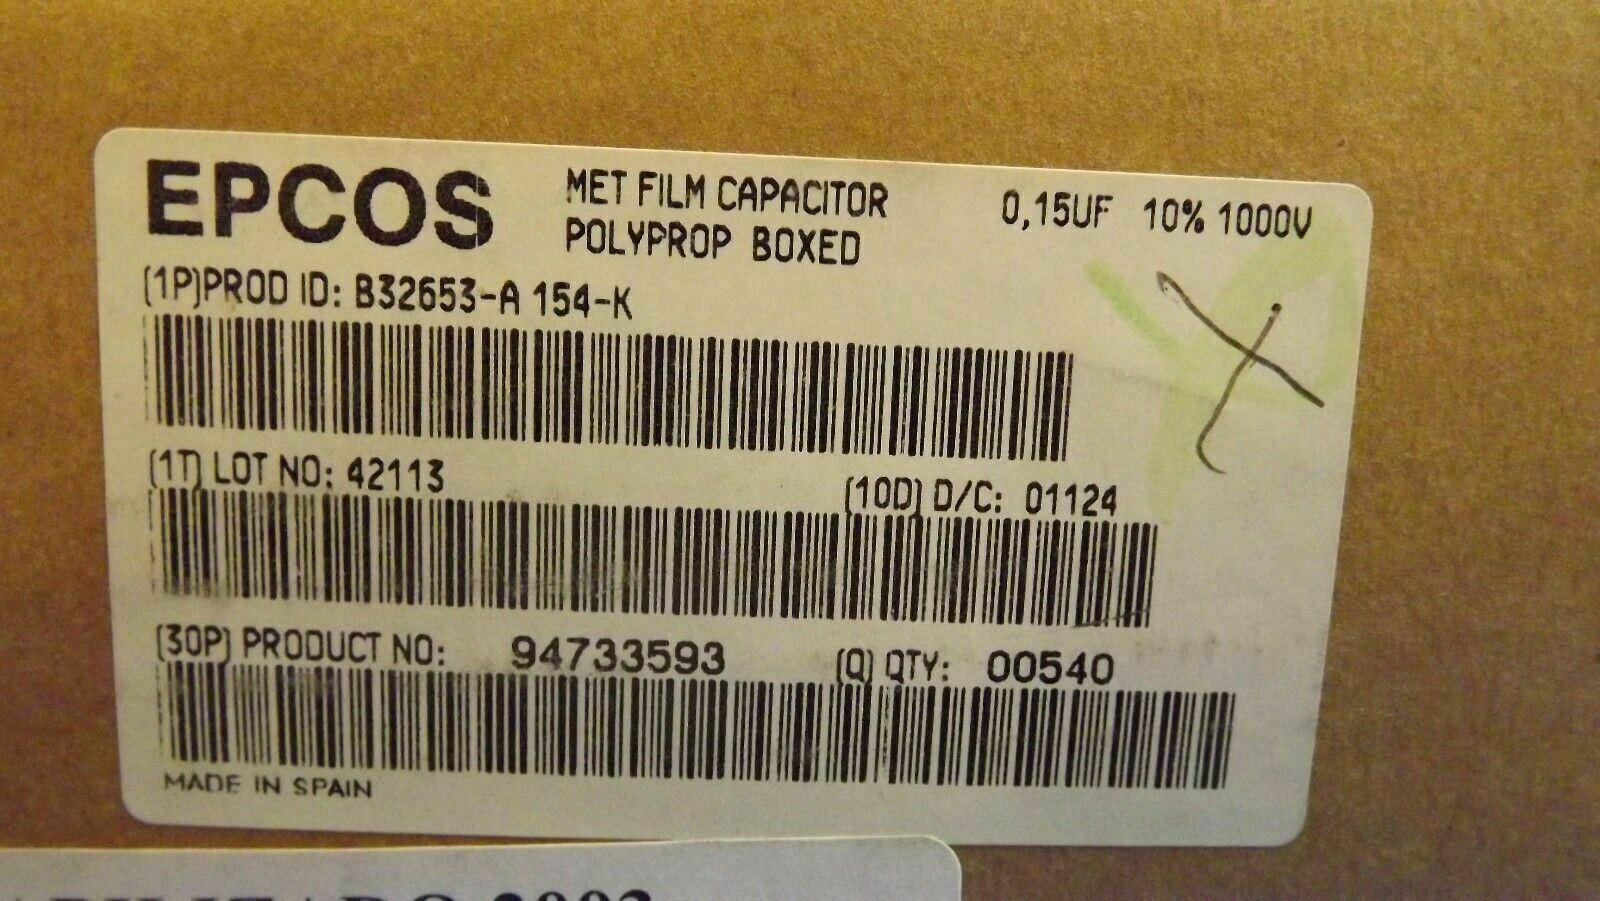 EPCOS
MET FILM CAPACITOR
POLYPROP BOXED
0,15UF 10% 1000V
(1P)PROD ID: B32653-A 154-K
(1T) LOT NO: 42113
(10D) D/C: 01124
(30P) PRODUCT NO: 94733593
(Q) QTY: 00540
MADE IN SPAIN
2003